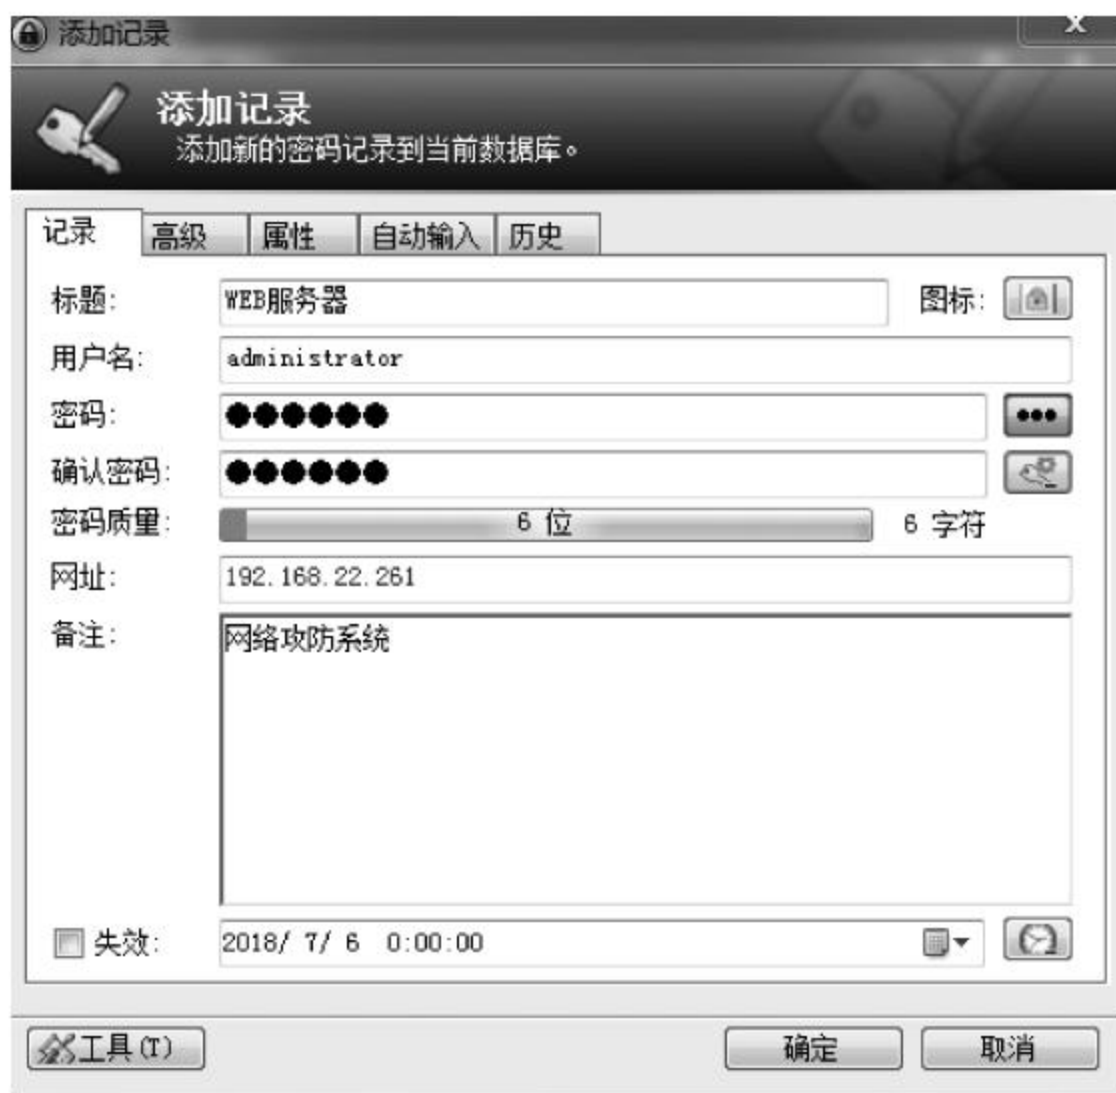 添加记录
X
添加记录
添加新的密码记录到当前数据库。
记录 高级 属性 自动输入 历史
标题: WEB服务器 图标:
用户名: administrator
密码: ●●●●●●
确认密码: ●●●●●●
密码质量: 6 位 6 字符
网址: 192.168.22.261
备注: 网络攻防系统
失效: 2018/ 7/ 6 0:00:00
工具(T) 确定 取消